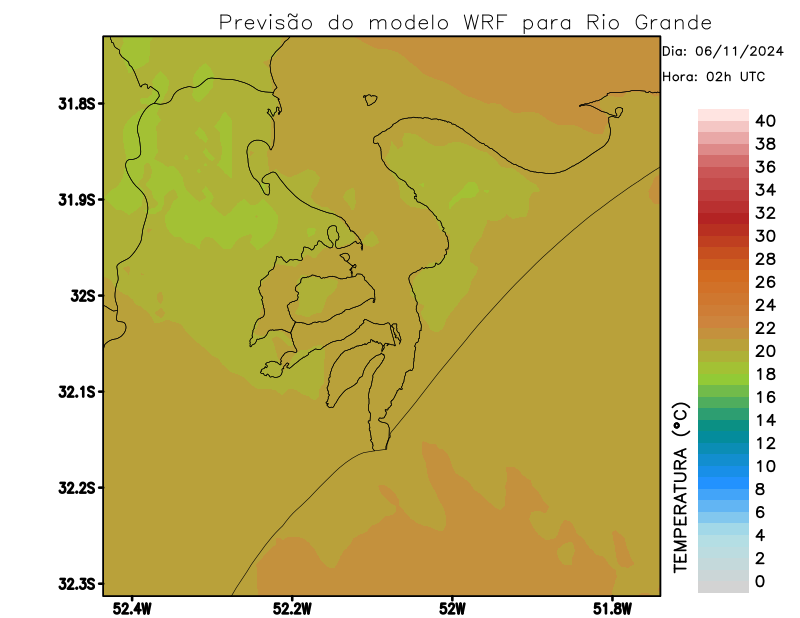 Previsão do modelo WRF para Rio Grande
Dia: 06/11/2024
Hora: 02h UTC
31.8S
31.9S
32S
32.1S
32.2S
32.3S
52.4W
52.2W
52W
51.8W
TEMPERATURA (°C)
40
38
36
34
32
30
28
26
24
22
20
18
16
14
12
10
8
6
4
2
0